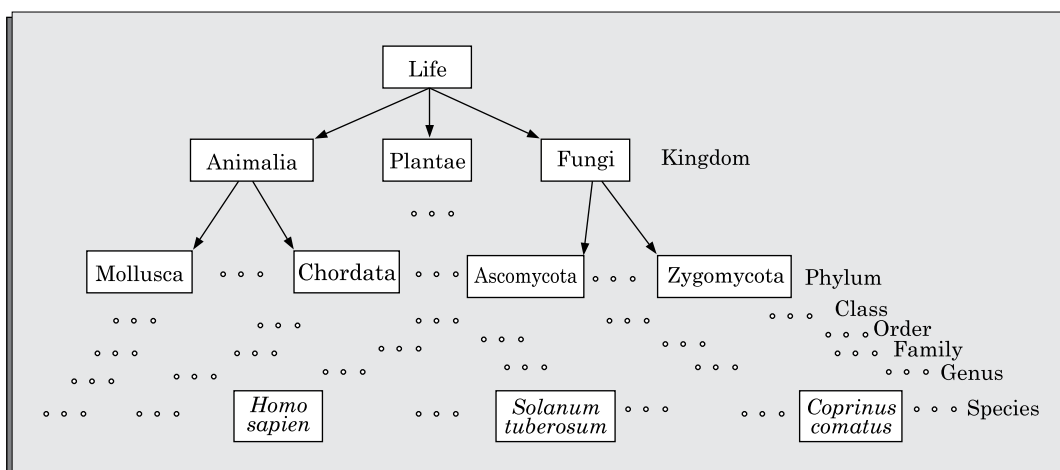 Life
Animalia
Plantae
Fungi
Kingdom
Mollusca
Chordata
Ascomycota
Zygomycota
Phylum
Class
Order
Family
Genus
Homo
sapien
Solanum
tuberosum
Coprinus
comatus
Species